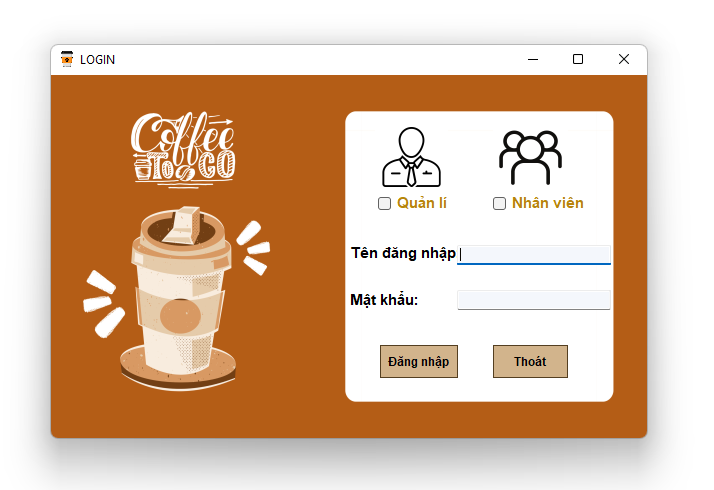 LOGIN
Coffee
TO GO
Quản lí
Nhân viên
Tên đăng nhập
Mật khẩu:
Đăng nhập
Thoát